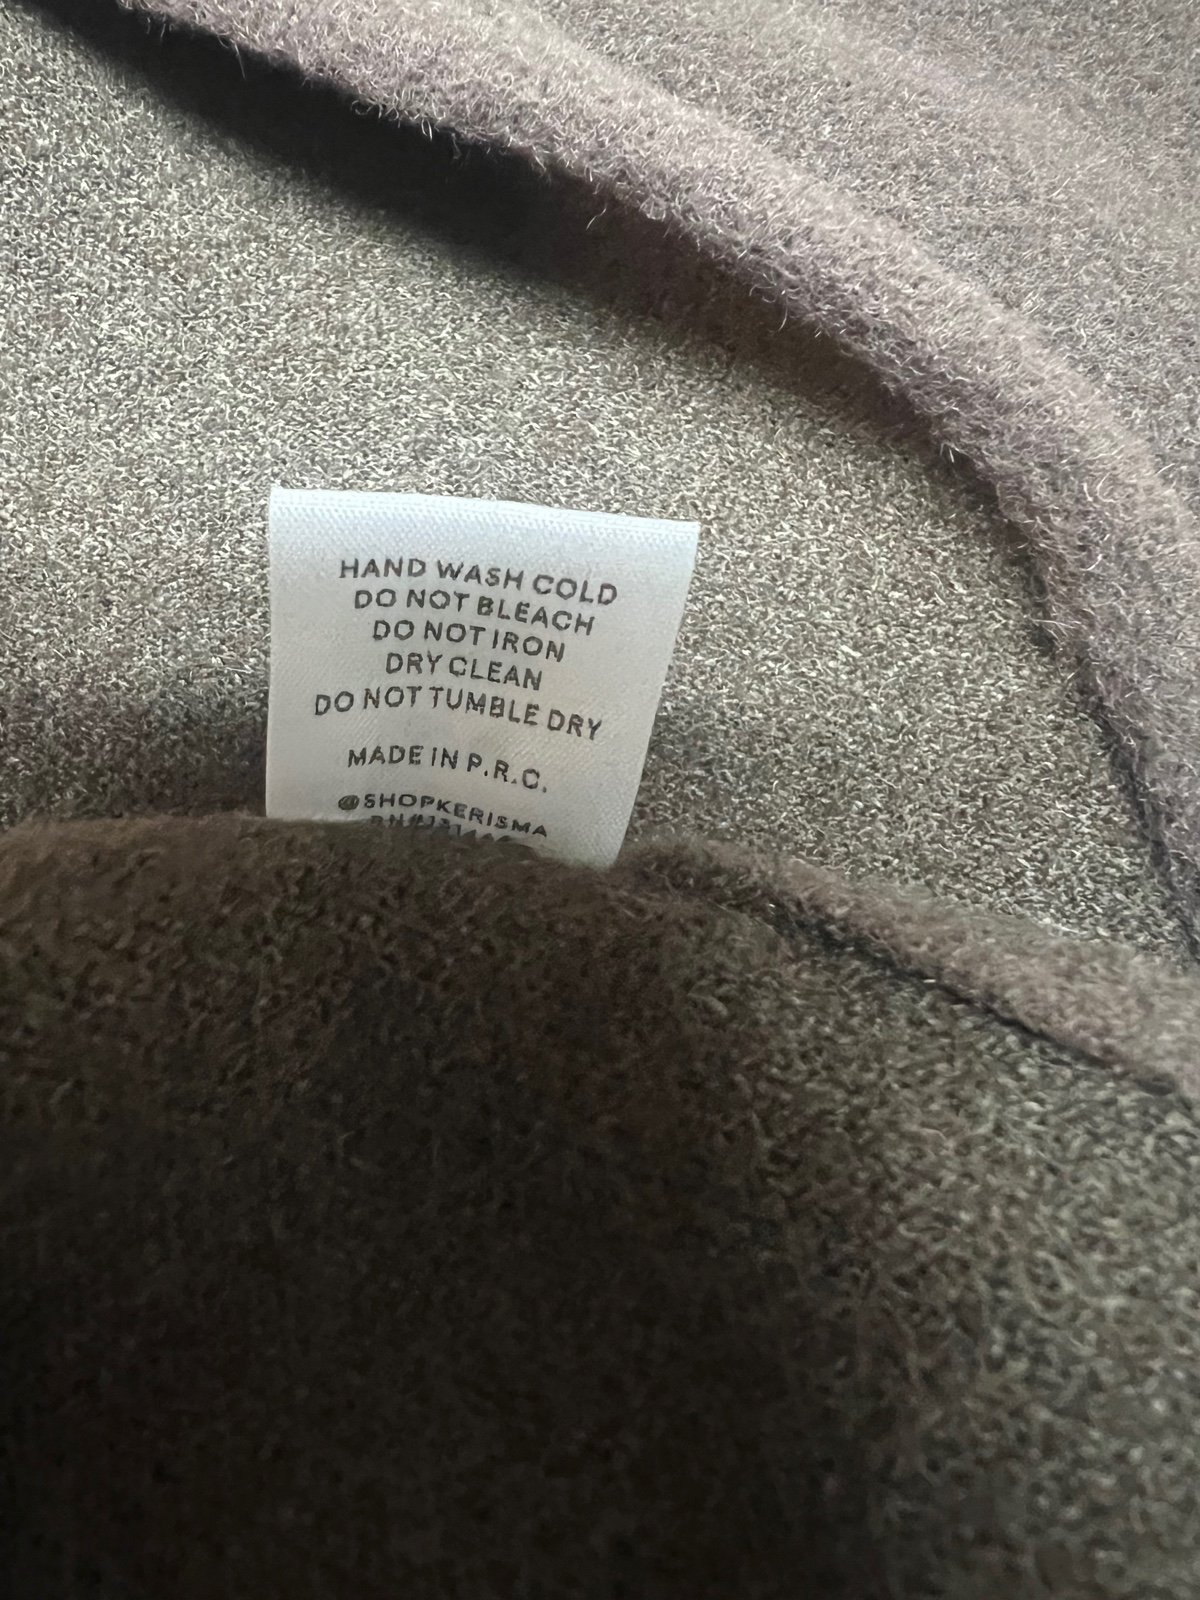 HAND WASH COLD
DO NOT BLEACH
DO NOT IRON
DRY CLEAN
DO NOT TUMBLE DRY
MADE IN P.R.C.
@SHOPKERISMA